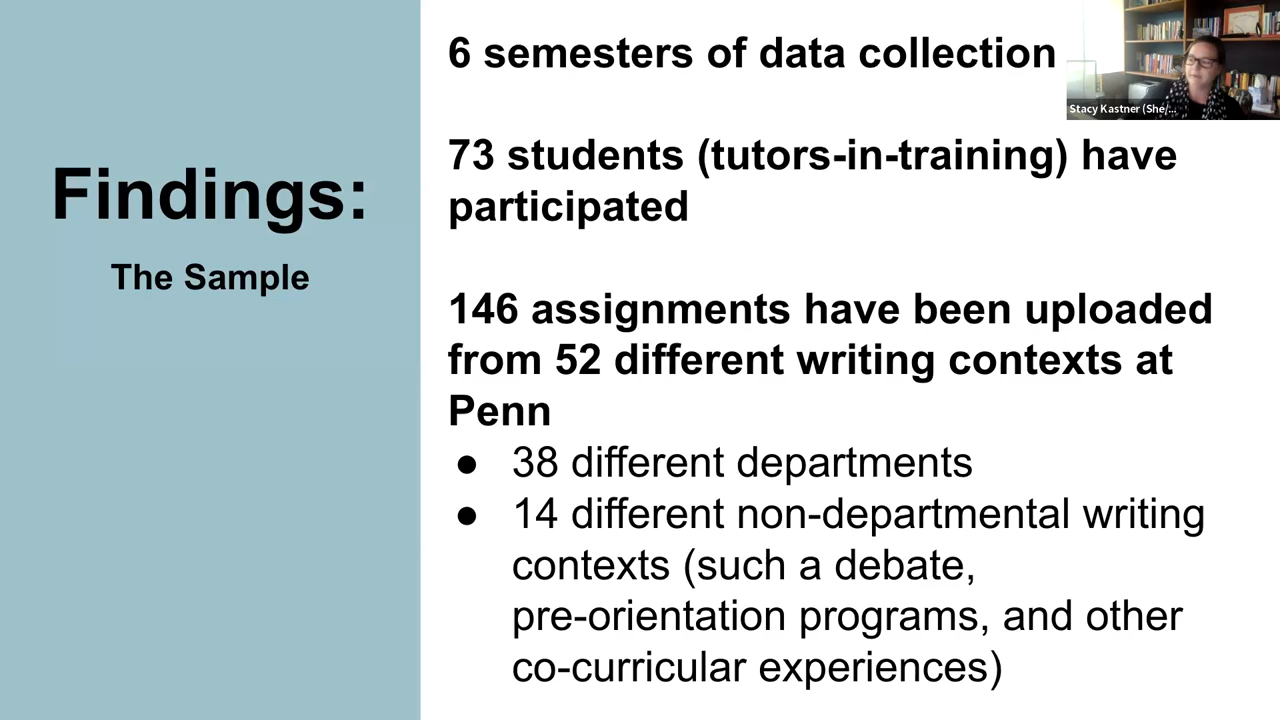 Findings:
The Sample
6 semesters of data collection
73 students (tutors-in-training) have
participated
146 assignments have been uploaded
from 52 different writing contexts at
Penn
● 38 different departments
● 14 different non-departmental writing
contexts (such a debate,
pre-orientation programs, and other
co-curricular experiences)
Stacy Kastner (She/...